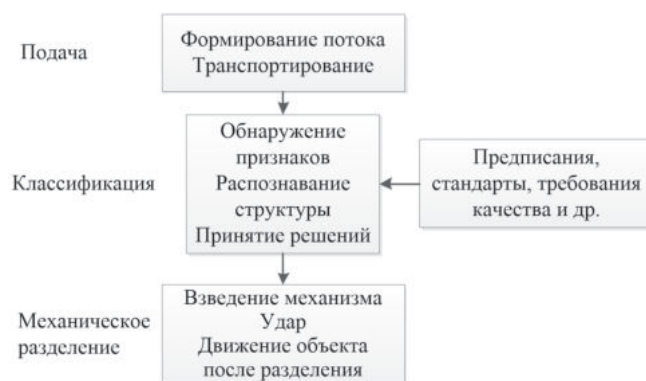 Подача
Формирование потока
Транспортирование
Классификация
Обнаружение
признаков
Распознавание
структуры
Принятие решений
Предписания,
стандарты, требования
качества и др.
Механическое
разделение
Взведение механизма
Удар
Движение объекта
после разделения